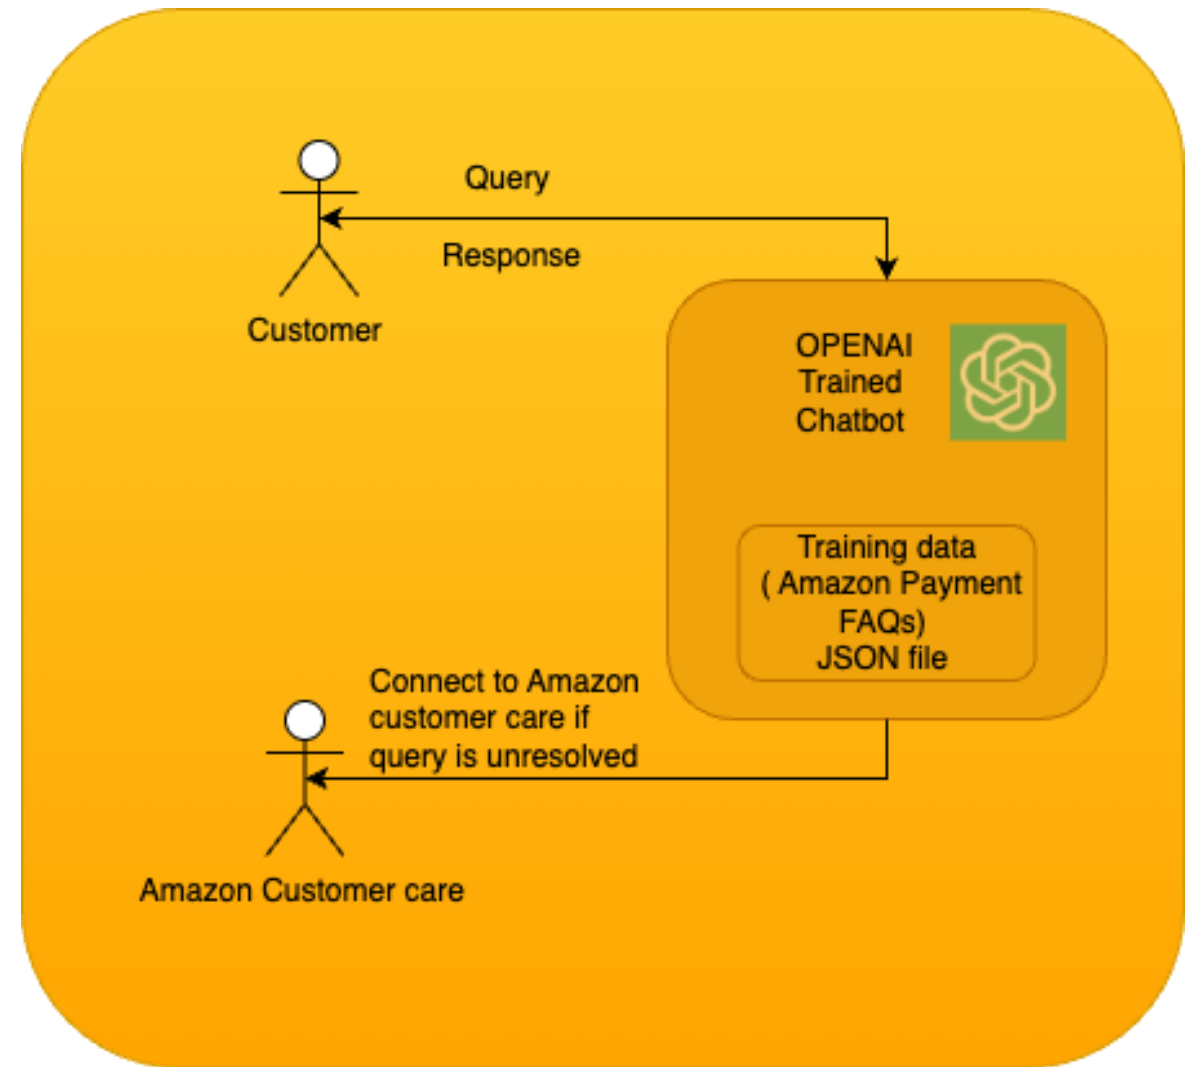 Query
Response
Customer
OPENAI
Trained
Chatbot
Training data
( Amazon Payment
FAQs)
JSON file
Connect to Amazon
customer care if
query is unresolved
Amazon Customer care